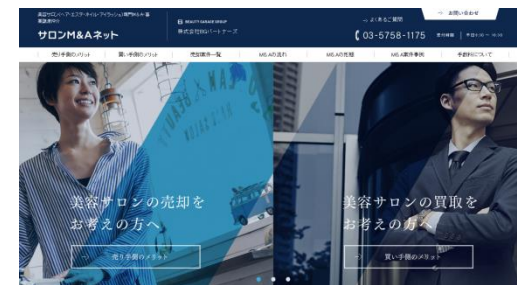 サロンM&Aネット
BEAUTY GARAGE GROUP
株式会社BGパートナーズ
よくあるご質問
お問い合わせ
03-5758-1175
売り手側のメリット
買い手側のメリット
売却案件一覧
M&Aの流れ
M&A案件事例
手数料について
美容サロンの売却を
お考えの方へ
売り手側のメリット
美容サロンの買収を
お考えの方へ
買い手側のメリット